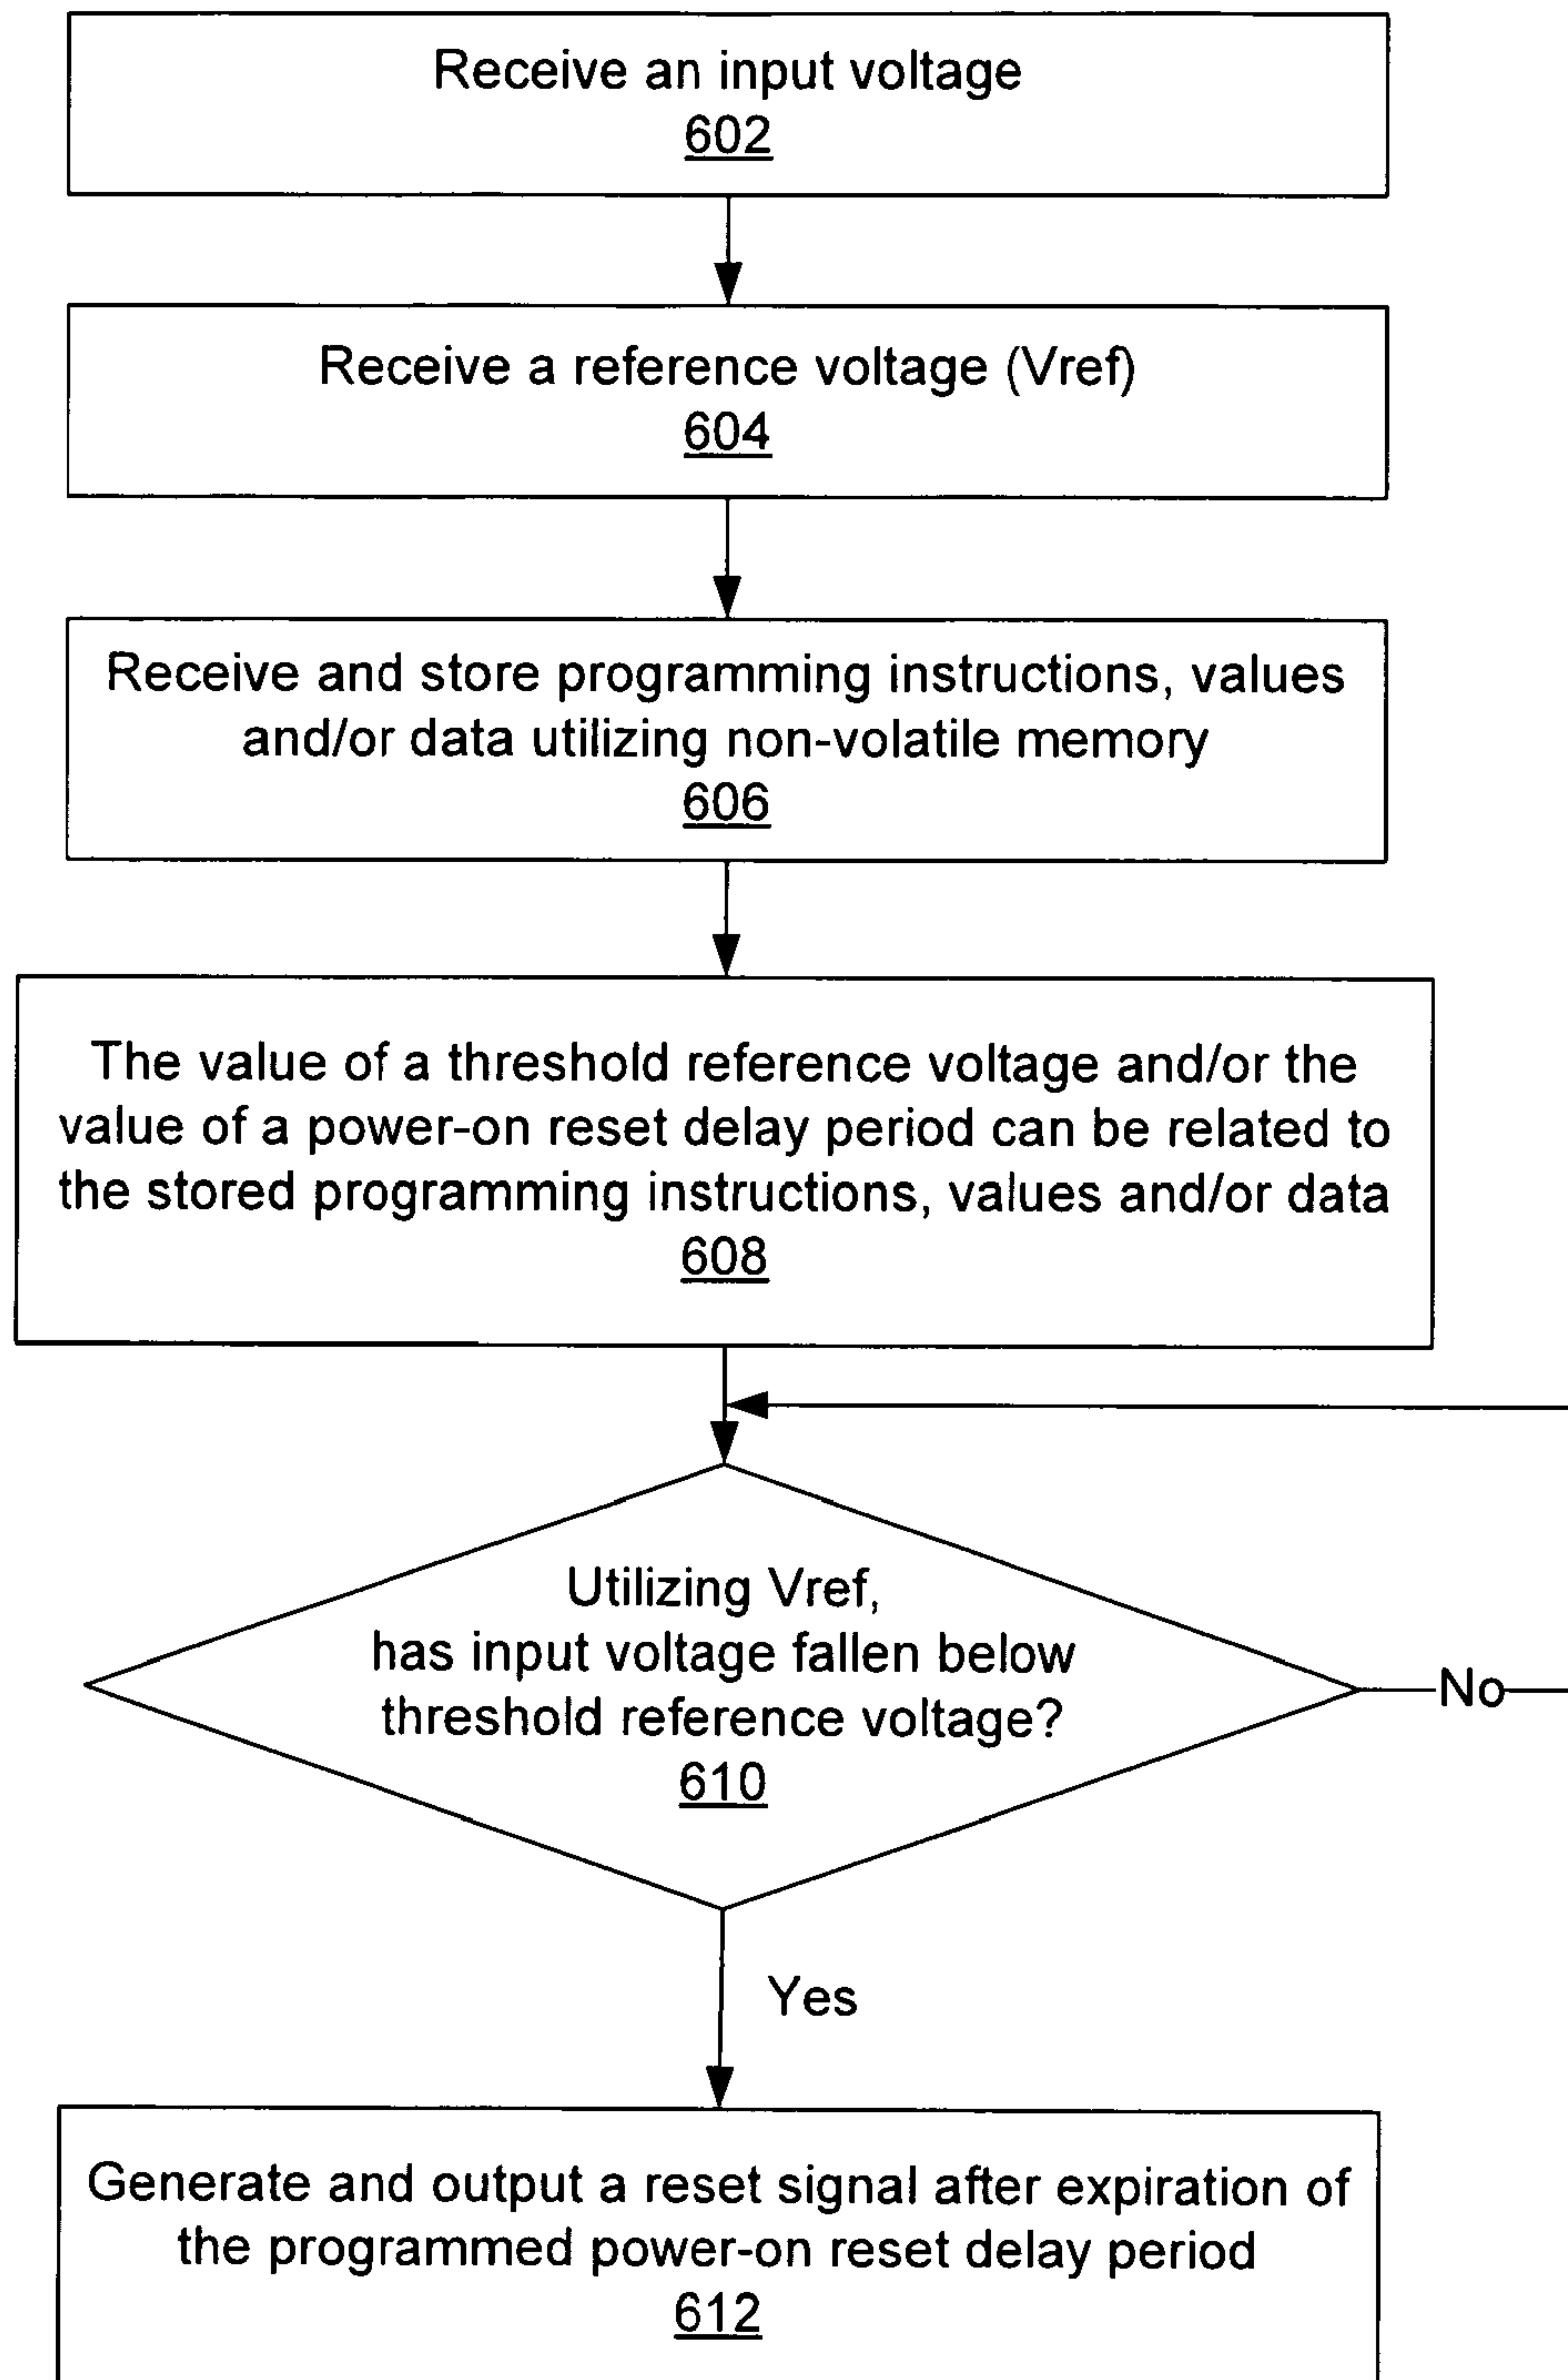 Receive an input voltage
602
Receive a reference voltage (Vref)
604
Receive and store programming instructions, values
and/or data utilizing non-volatile memory
606
The value of a threshold reference voltage and/or the
value of a power-on reset delay period can be related to
the stored programming instructions, values and/or data
608
Utilizing Vref,
has input voltage fallen below
threshold reference voltage?
610
No
Yes
Generate and output a reset signal after expiration of
the programmed power-on reset delay period
612